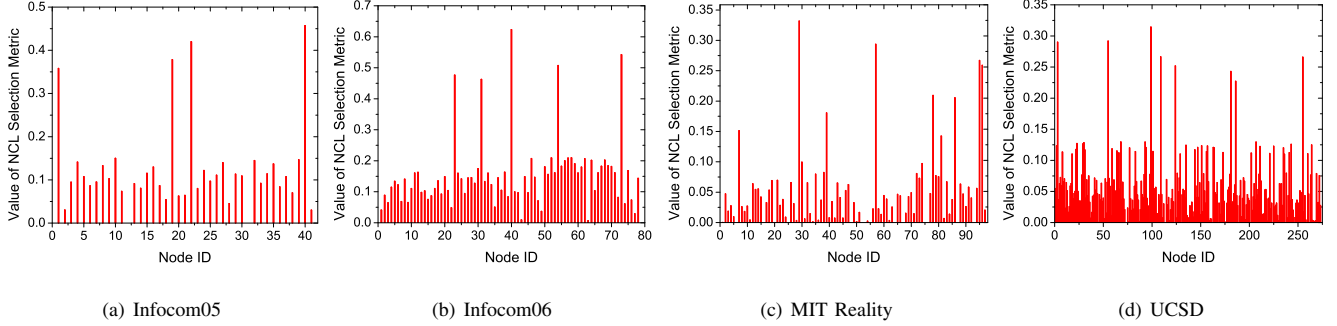 Value of NCL Selection Metric
0.5
0.4
0.3
0.2
0.1
0.0
0 5 10 15 20 25 30 35 40
Node ID
(a) Infocom05
Value of NCL Selection Metric
0.7
0.6
0.5
0.4
0.3
0.2
0.1
0.0
0 10 20 30 40 50 60 70 80
Node ID
(b) Infocom06
Value of NCL Selection Metric
0.35
0.30
0.25
0.20
0.15
0.10
0.05
0.00
0 10 20 30 40 50 60 70 80 90
Node ID
(c) MIT Reality
Value of NCL Selection Metric
0.35
0.30
0.25
0.20
0.15
0.10
0.05
0.00
0 50 100 150 200 250
Node ID
(d) UCSD